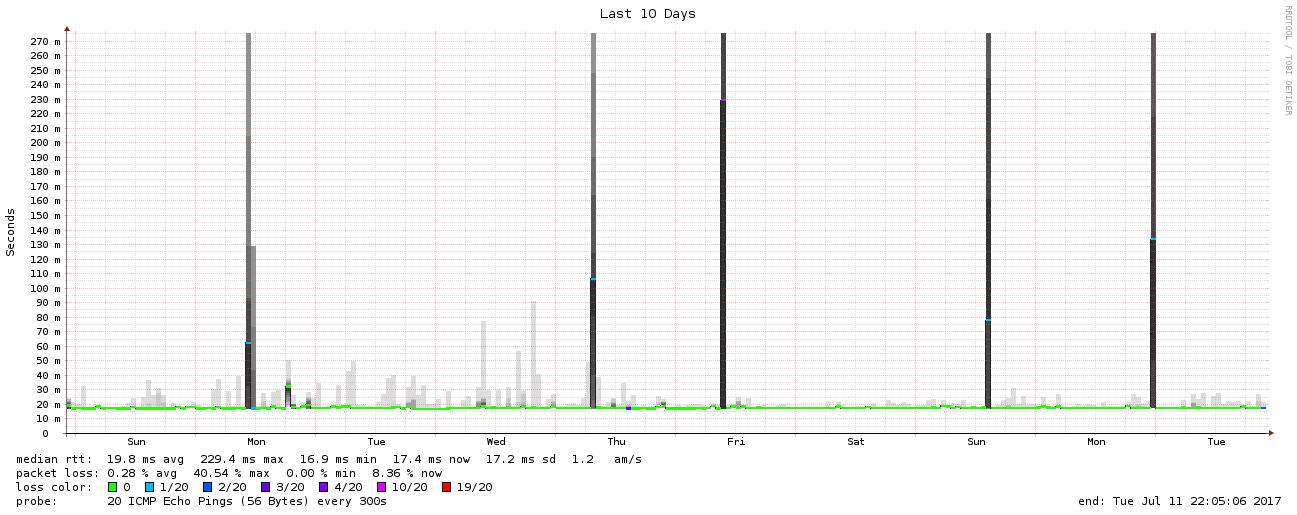 Last 10 Days
RRDTOOL / TOBI OETIKER
Seconds
270 m
260 m
250 m
240 m
230 m
220 m
210 m
200 m
190 m
180 m
170 m
160 m
150 m
140 m
130 m
120 m
110 m
100 m
90 m
80 m
70 m
60 m
50 m
40 m
30 m
20 m
10 m
0
Sun Mon Tue Wed Thu Fri Sat Sun Mon Tue
median rtt: 19.8 ms avg 229.4 ms max 16.9 ms min 17.4 ms now 17.2 ms sd 1.2 am/s
packet loss: 0.28 % avg 40.54 % max 0.00 % min 8.36 % now
loss color: 0 1/20 2/20 3/20 4/20 10/20 19/20
probe: 20 ICMP Echo Pings (56 Bytes) every 300s end: Tue Jul 11 22:05:06 2017